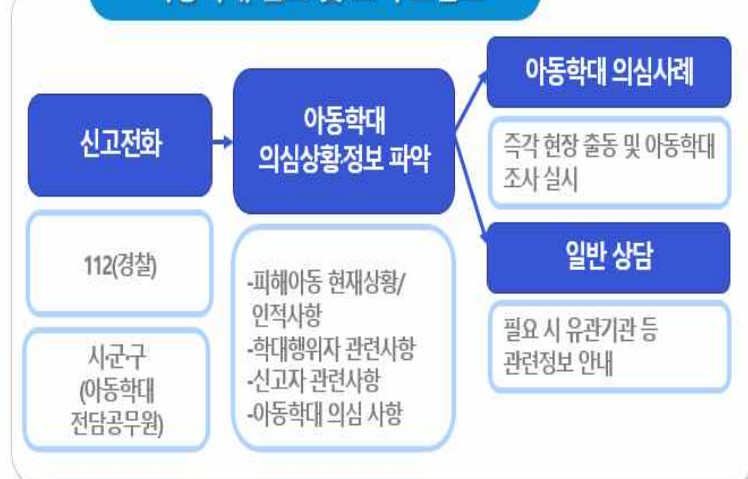 신고전화
112(경찰)
시·군·구
(아동학대
전담공무원)
아동학대
의심상황·정보 파악
-피해아동 현재상황/
인적사항
-학대행위자 관련사항
-신고자 관련사항
-아동학대 의심 사항
아동학대 의심사례
즉각 현장 출동 및 아동학대
조사 실시
일반 상담
필요 시 유관기관 등
관련정보 안내